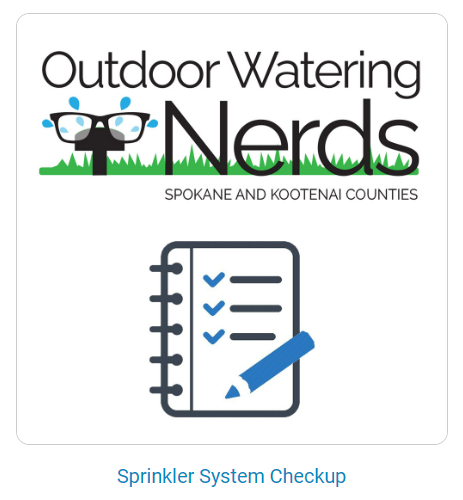 Outdoor Watering
Nerds
SPOKANE AND KOOTENAI COUNTIES
Sprinkler System Checkup